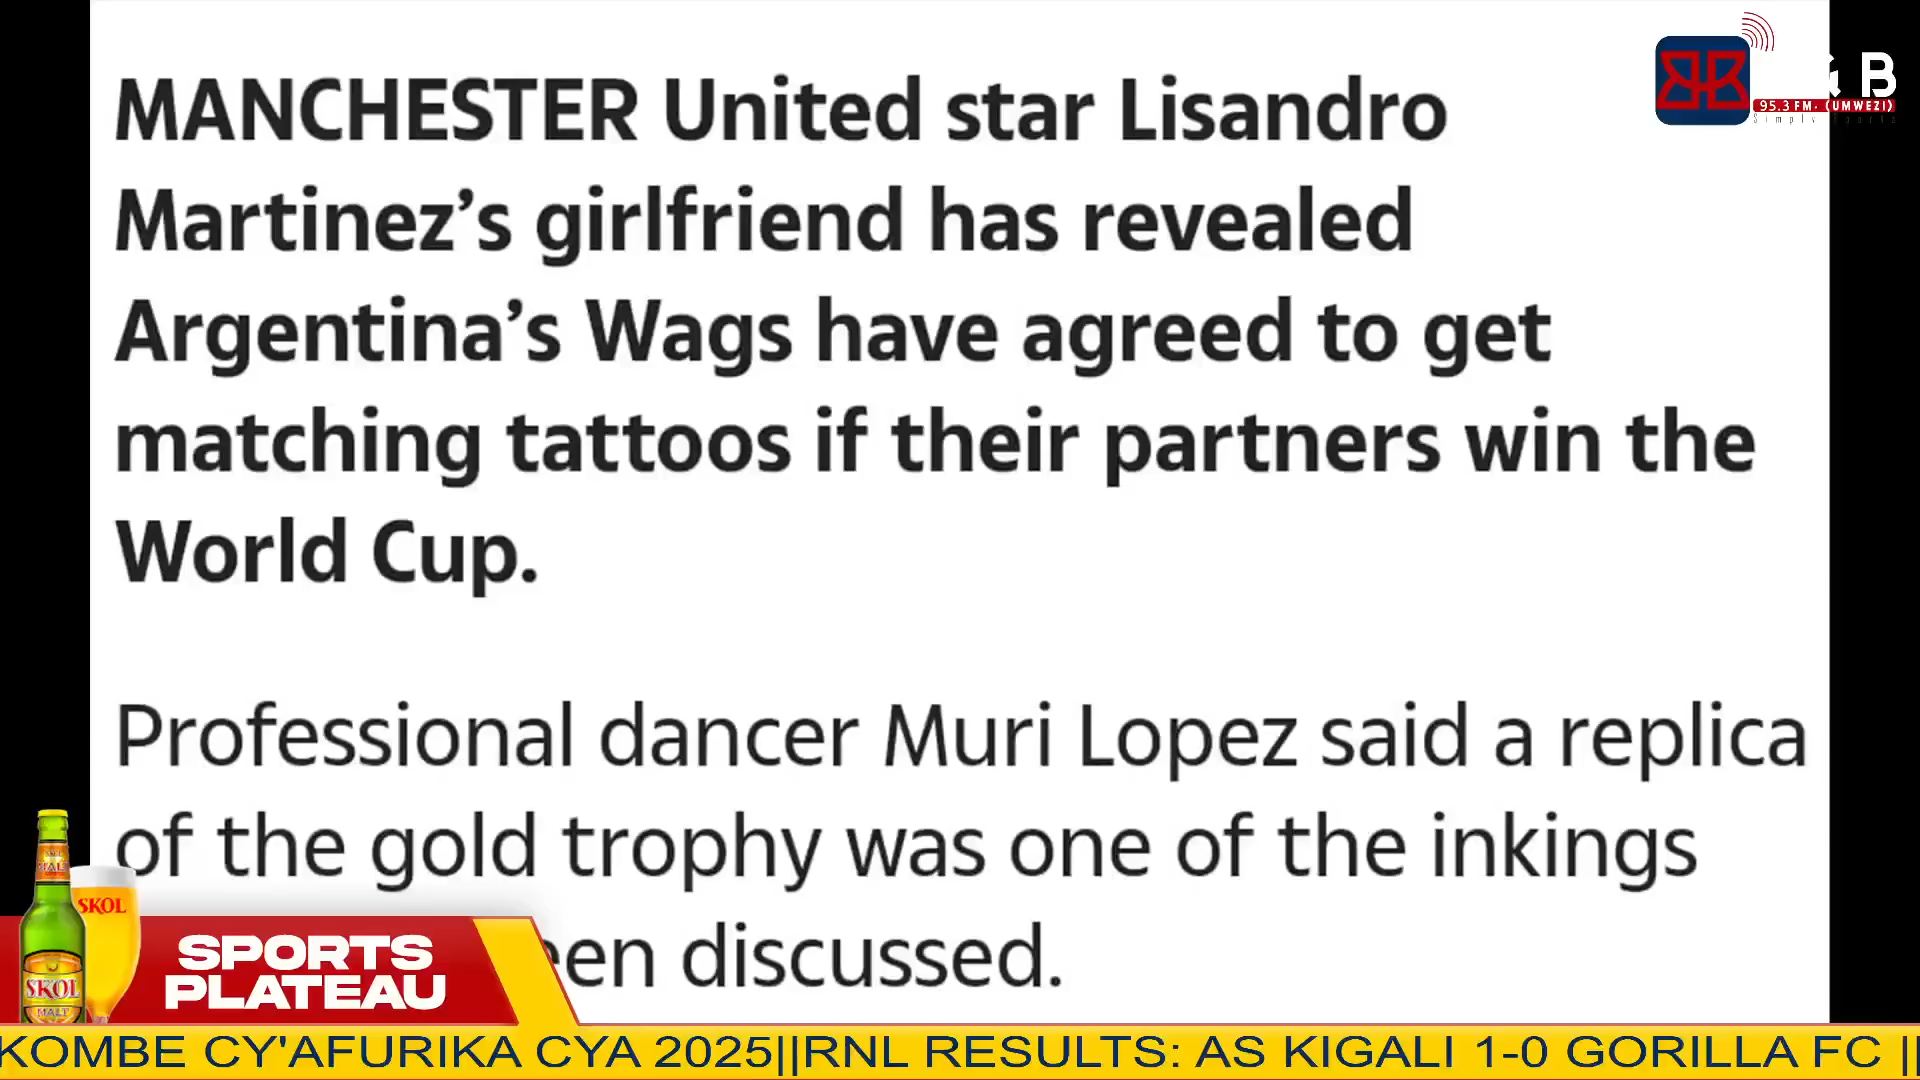 MANCHESTER United star Lisandro
Martinez’s girlfriend has revealed
Argentina’s Wags have agreed to get
matching tattoos if their partners win the
World Cup.
Professional dancer Muri Lopez said a replica
of the gold trophy was one of the inkings
discussed.
B
95.3 FM. (UMWEZI)
Simply Sports
SKOL
SKOL
MALT
SPORTS
PLATEAU
KOMBE CY'AFURIKA CYA 2025||RNL RESULTS: AS KIGALI 1-0 GORILLA FC ||